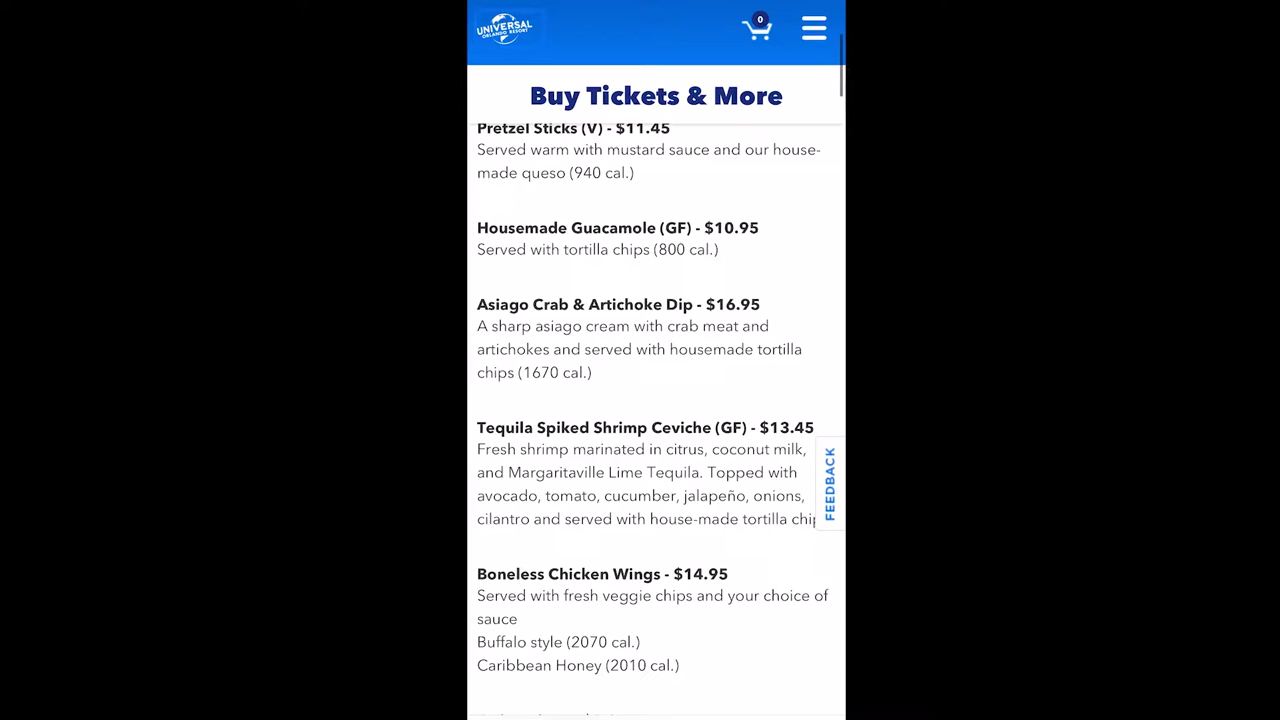 UNIVERSAL
ORLANDO RESORT
0
Buy Tickets & More
Pretzel Sticks (V) - $11.45
Served warm with mustard sauce and our house-
made queso (940 cal.)
Housemade Guacamole (GF) - $10.95
Served with tortilla chips (800 cal.)
Asiago Crab & Artichoke Dip - $16.95
A sharp asiago cream with crab meat and
artichokes and served with housemade tortilla
chips (1670 cal.)
Tequila Spiked Shrimp Ceviche (GF) - $13.45
Fresh shrimp marinated in citrus, coconut milk,
and Margaritaville Lime Tequila. Topped with
avocado, tomato, cucumber, jalapeño, onions,
cilantro and served with house-made tortilla chip
FEEDBACK
Boneless Chicken Wings - $14.95
Served with fresh veggie chips and your choice of
sauce
Buffalo style (2070 cal.)
Caribbean Honey (2010 cal.)